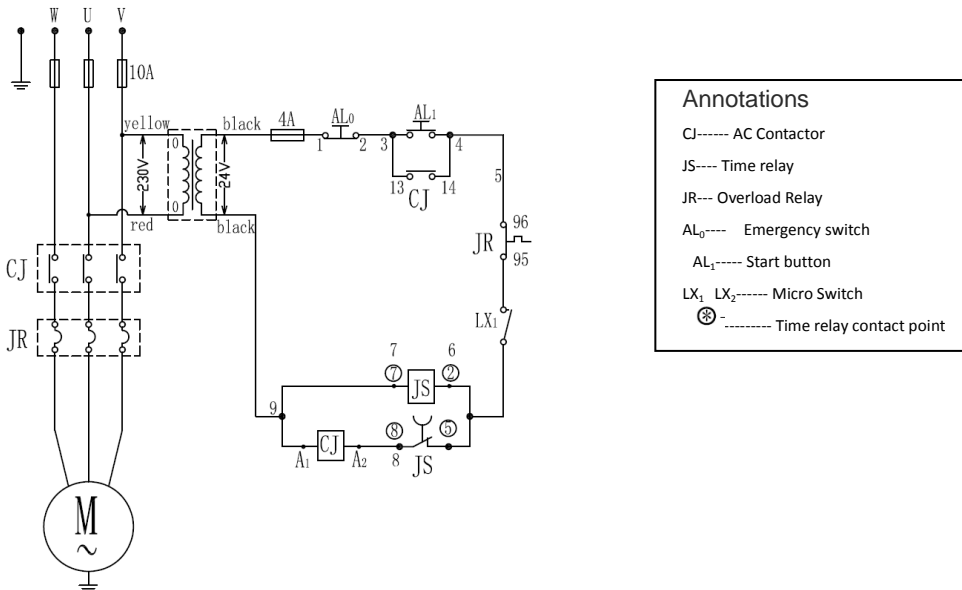 W U V
10A
yellow black 4A AL₀ AL₁
0 1 2 3 4
230V 24V
13 14
CJ
5
0
red black
96
JR
95
CJ
LX₁
JR
7 6
⑦ JS ②
9
⑧ ⑤
CJ
A₁ A₂ 8 JS
M
~
Annotations
CJ------ AC Contactor
JS---- Time relay
JR--- Overload Relay
AL₀---- Emergency switch
AL₁----- Start button
LX₁ LX₂------ Micro Switch
⊛ - --------- Time relay contact point